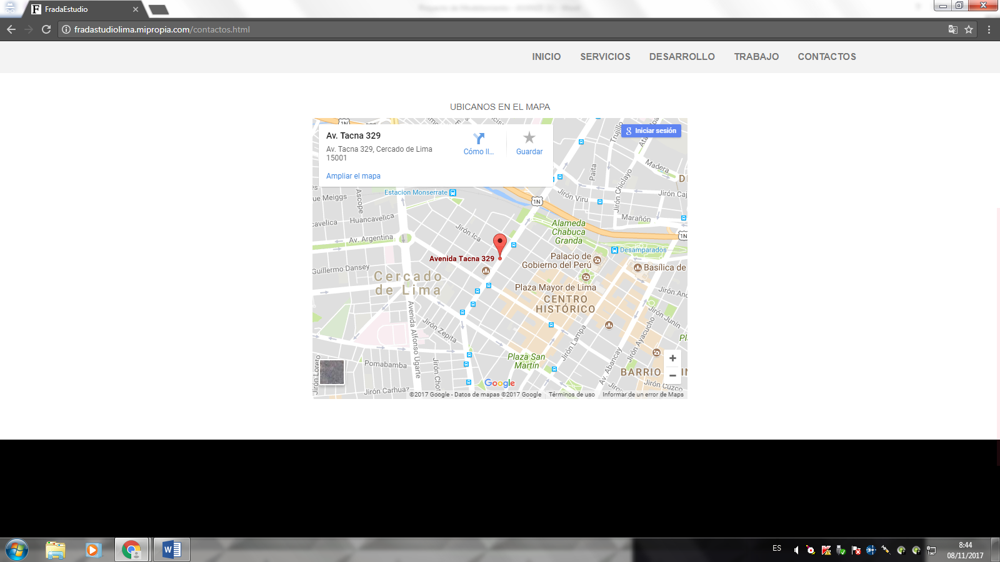 FradaEstudio
fradastudiolima.mipropia.com/contactos.html
INICIO SERVICIOS DESARROLLO TRABAJO CONTACTOS
UBICANOS EN EL MAPA
Av. Tacna 329
Av. Tacna 329, Cercado de Lima
15001
Ampliar el mapa
Cómo ll...
Guardar
Iniciar sesión
1N
Trujillo
Paita
Madera
Jirón Chiclayo
Estacion Monserrate
ue Meiggs
Ascope
1N
Jirón Viru
Jirón Caj
Huancavelica
avelica
Marañón
Jirón Ica
Alameda
Chabuca
Granda
1N
Av. Argentina
Desamparados
Avenida Tacna 329
Palacio de
Gobierno del Perú
Basílica de
Guillermo Dansey
Cercado
de Lima
Plaza Mayor de Lima
CENTRO
HISTÓRICO
Jirón Junín
Avenida Alfonso Ugarte
Jirón Zepita
Jirón Lampa
Jirón Ayacucho
Plaza San
Martín
Av. Abancay
Pomabamba
BARRIO
Jirón Loreto
Jirón Carhuaz
Jirón Chot
Jirón Cuzco
Google
©2017 Google - Datos de mapas ©2017 Google Términos de uso Informar de un error de Maps
ES
8:44
08/11/2017